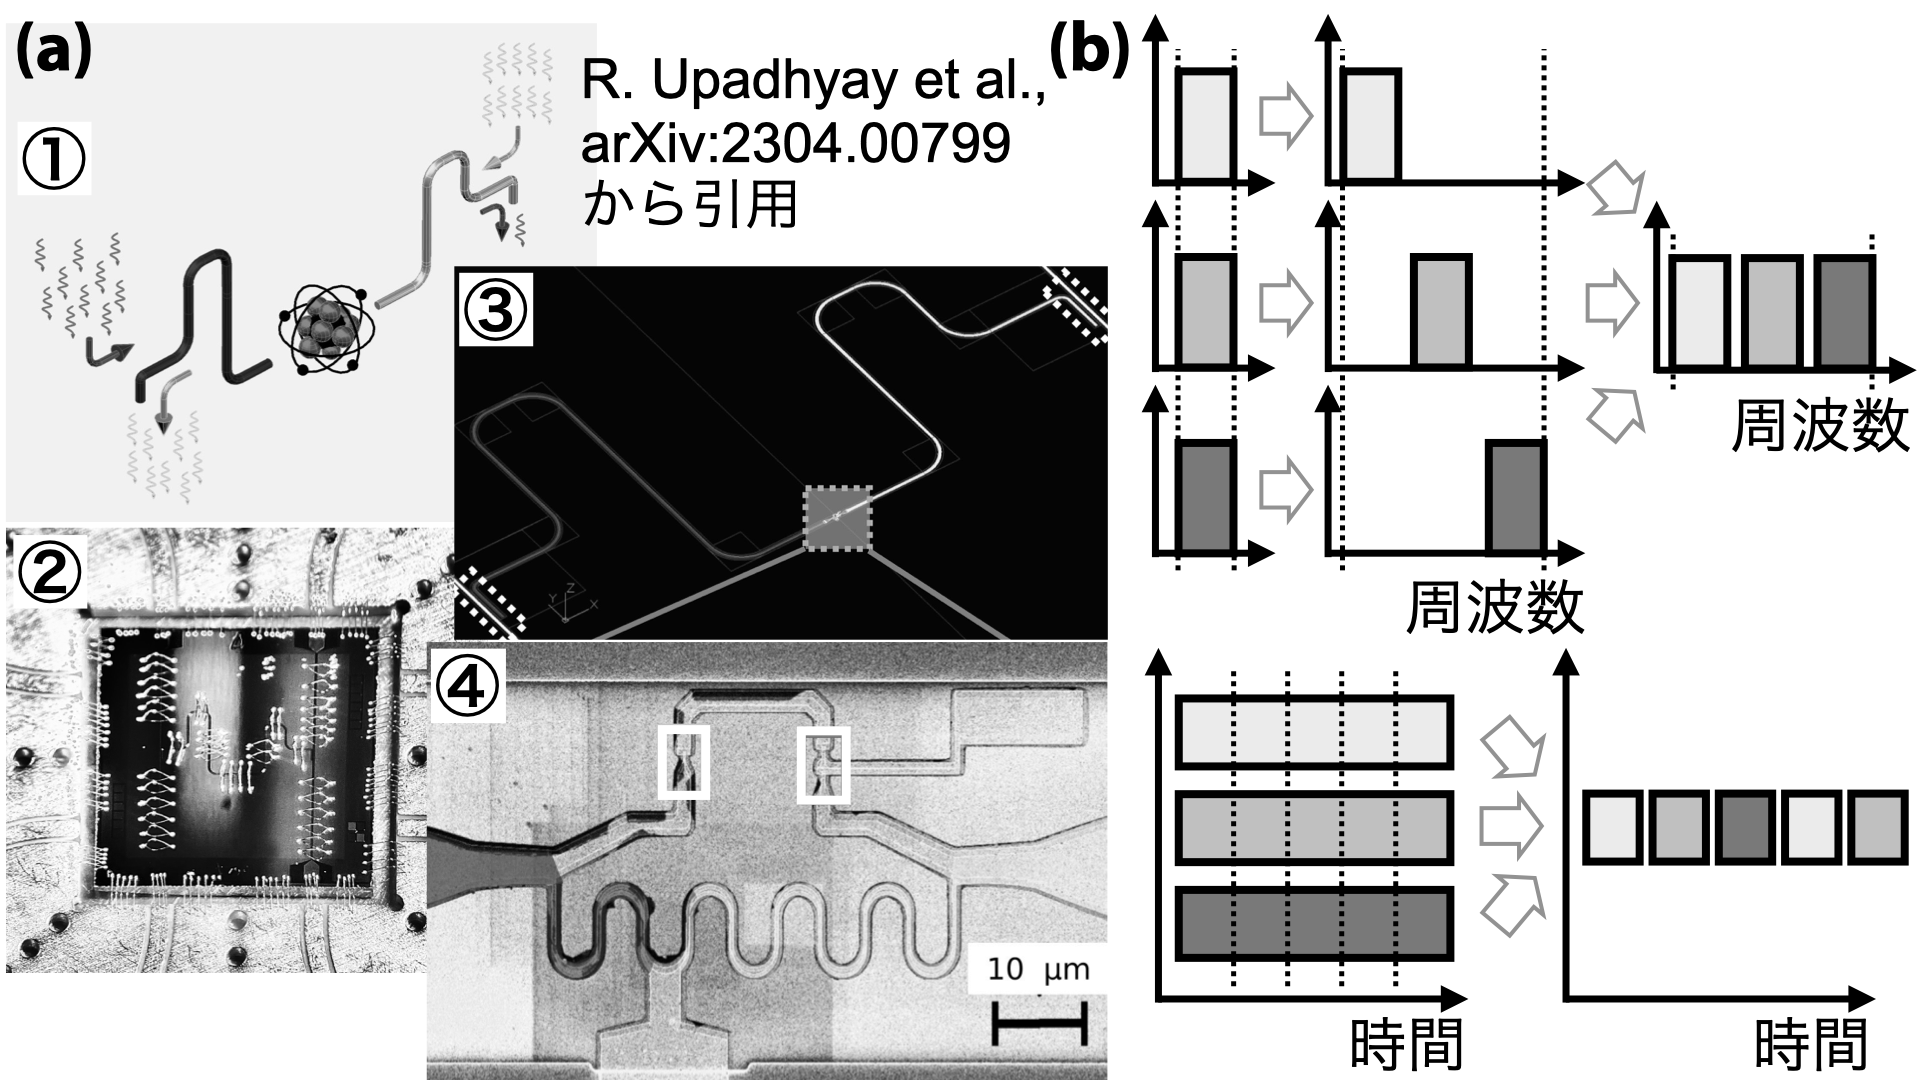 (a)
①
R. Upadhyay et al.,
arXiv:2304.00799
から引用
③
Z
Y
X
②
④
10 μm
(b)
周波数
周波数
時間
時間